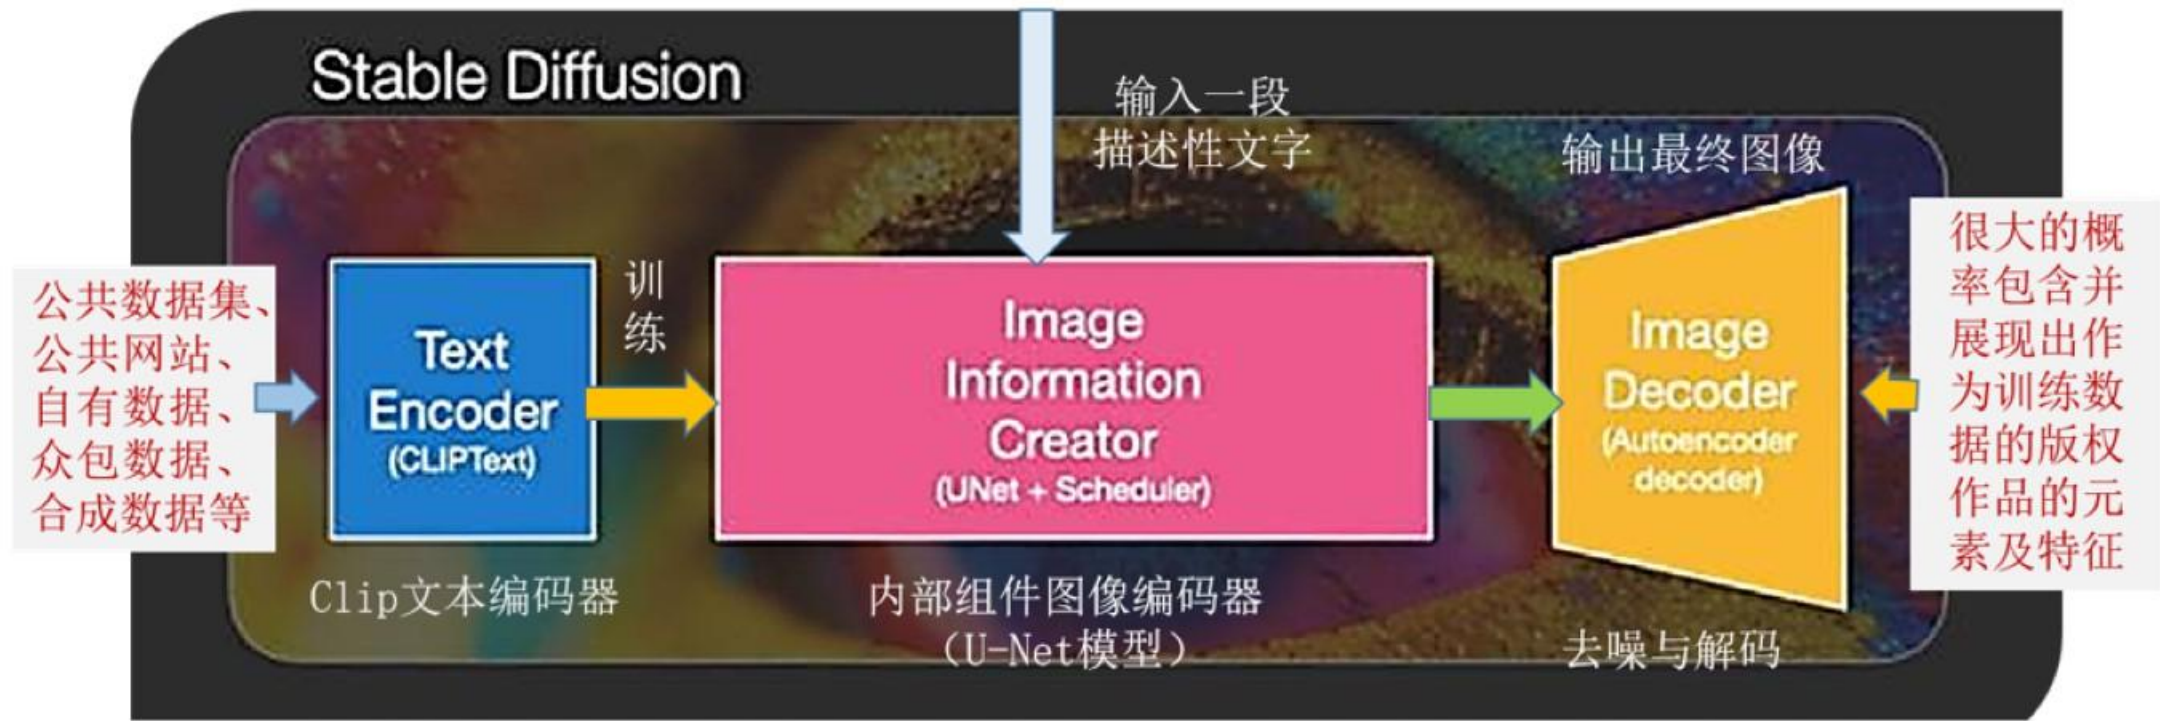 Stable Diffusion
输入一段
描述性文字
输出最终图像
公共数据集、
公共网站、
自有数据、
众包数据、
合成数据等
Text
Encoder
(CLIPText)
训
练
Image
Information
Creator
(UNet + Scheduler)
Image
Decoder
(Autoencoder
decoder)
很大的概
率包含并
展现出作
为训练数
据的版权
作品的元
素及特征
Clip文本编码器
内部组件图像编码器
（U-Net模型）
去噪与解码